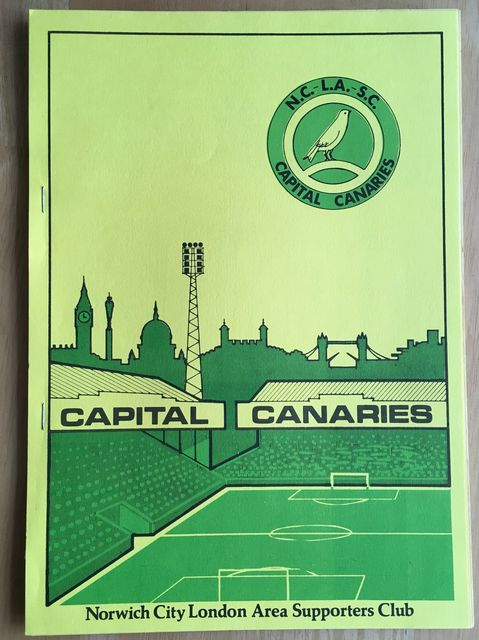 N.C.-L.A.-S.C.
CAPITAL CANARIES
CAPITAL CANARIES
Norwich City London Area Supporters Club